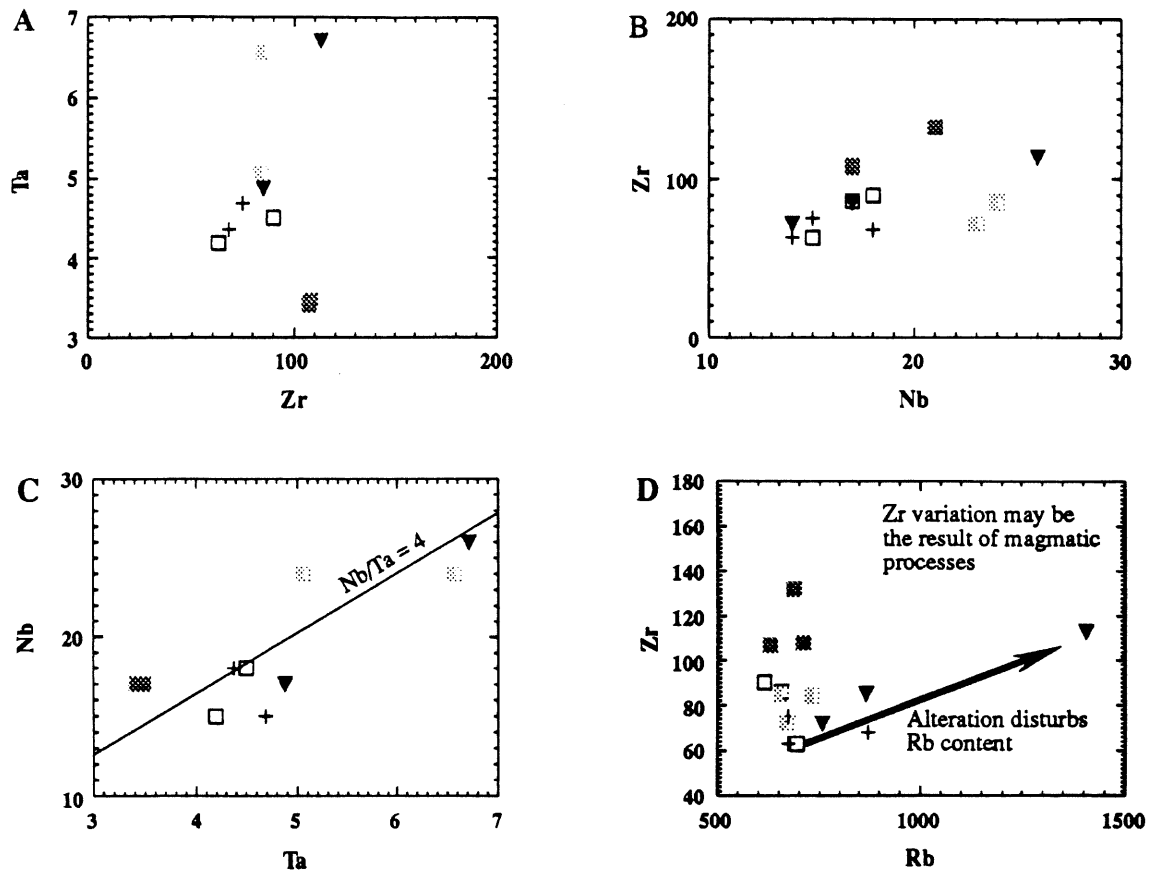 A
7
6
5
4
3
Ta
0
100
200
Zr
B
200
100
0
Zr
10
20
30
Nb
C
30
20
10
Nb
Nb/Ta = 4
3
4
5
6
7
Ta
D
180
160
140
120
100
80
60
40
Zr
Zr variation may be
the result of magmatic
processes
Alteration disturbs
Rb content
500
1000
1500
Rb